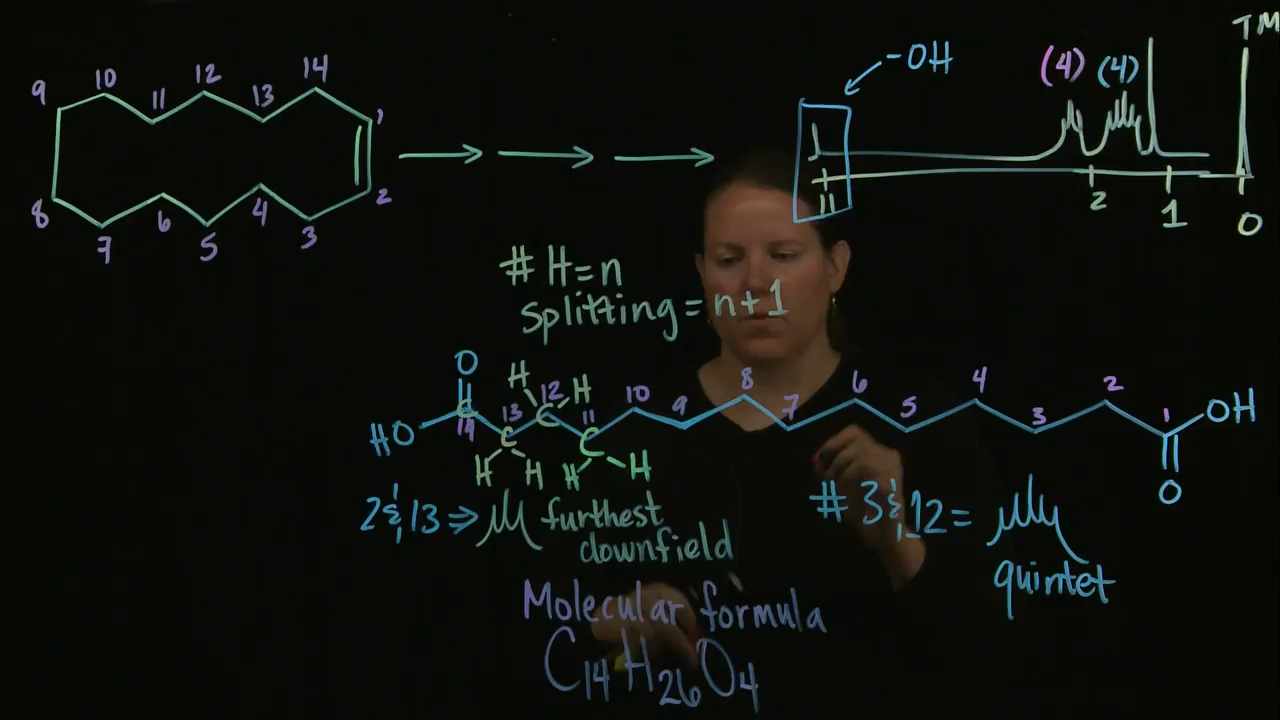 9 10 11 12 13 14 1
8 7 6 5 4 3 2
-OH
(4) (4) TM
11 2 1 0
# H = n
splitting = n+1
O H H
HO C C C C
14 13 12 11 10 9 8 7 6 5 4 3 2 1 OH
H H H H O
2 & 13 ⇒ furthest
downfield
# 3 & 12 =
quintet
Molecular formula
C14H26O4